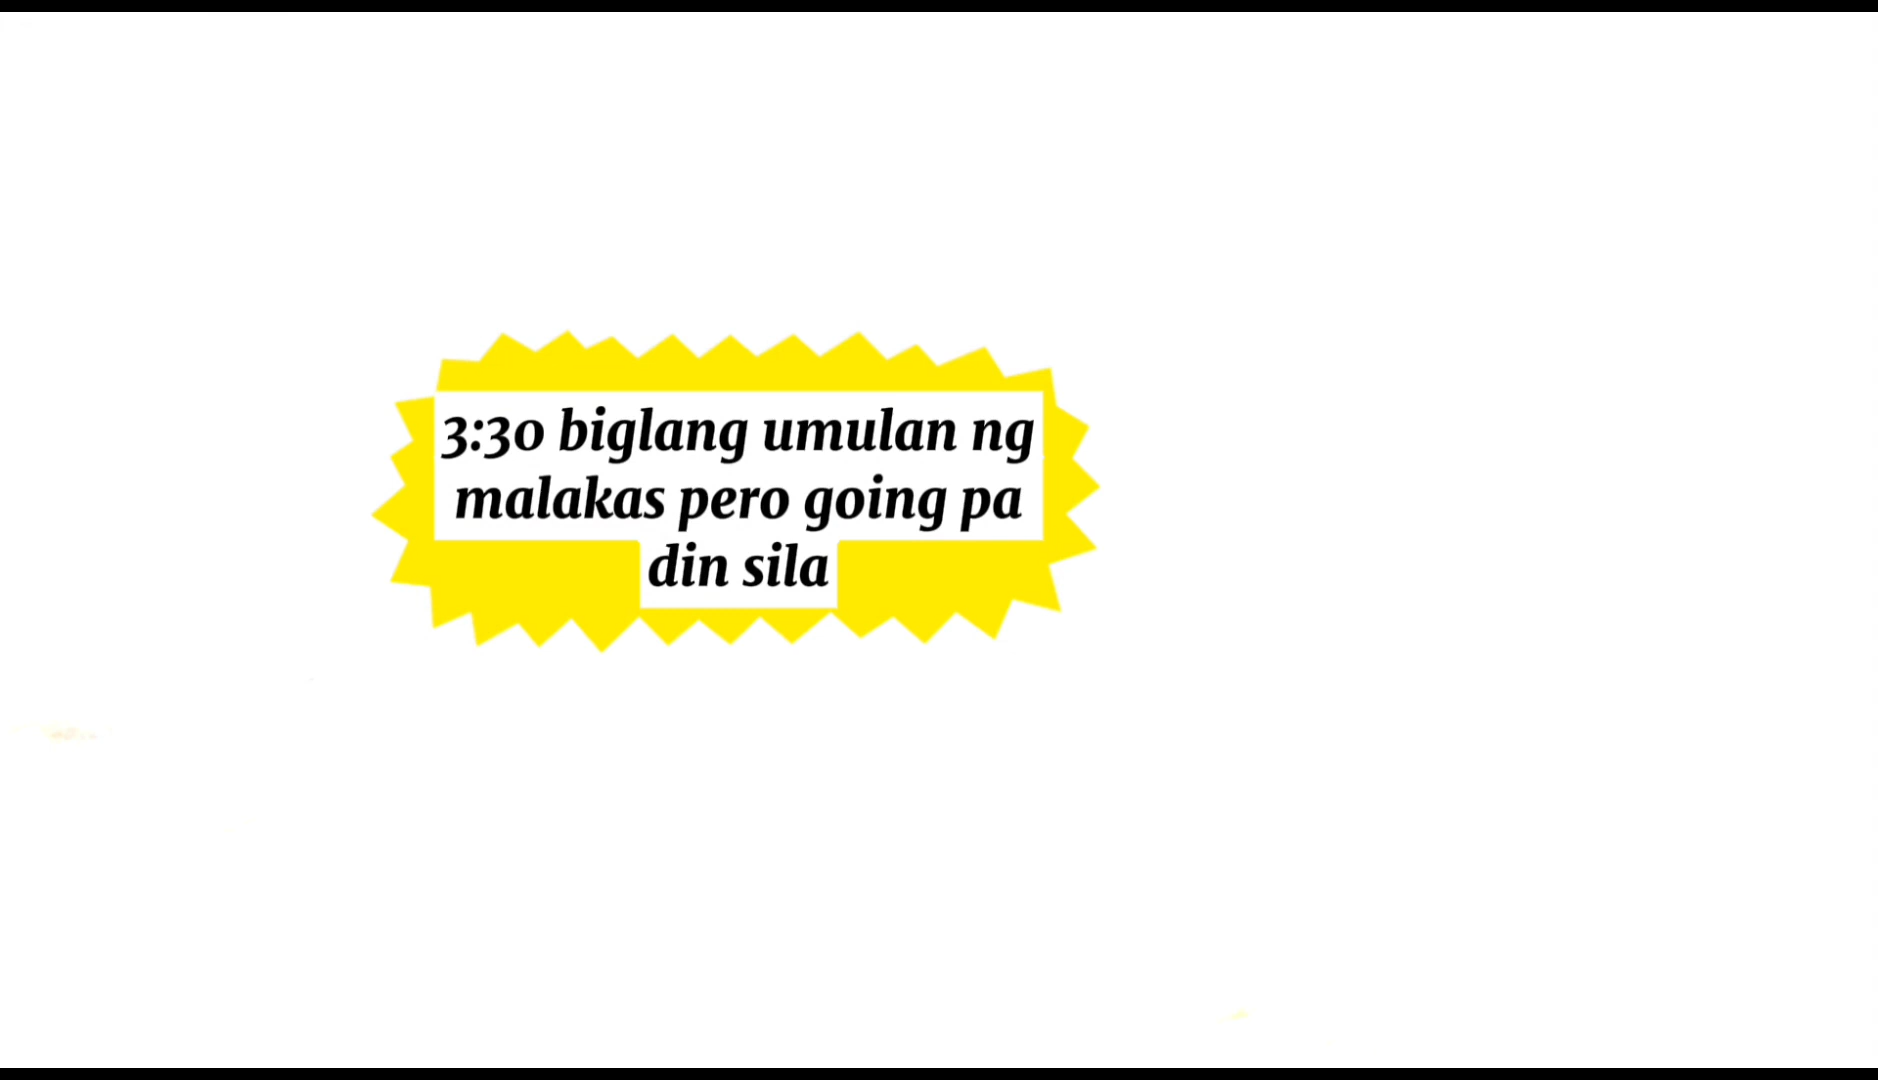 3:30 biglang umulan ng
malakas pero going pa
din sila